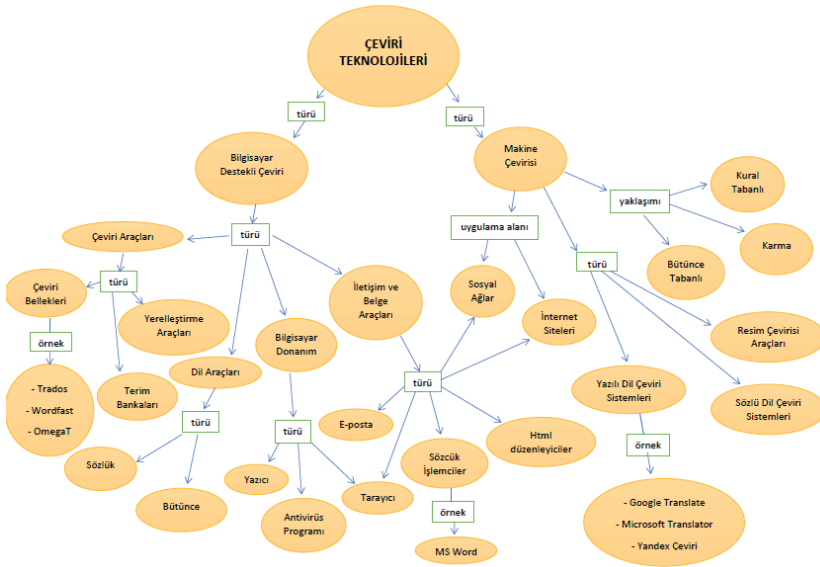 ÇEVİRİ
TEKNOLOJİLERİ
türü
türü
Bilgisayar
Destekli Çeviri
Makine
Çevirisi
Kural
Tabanlı
yaklaşımı
uygulama alanı
Çeviri Araçları
türü
Karma
türü
Bütünce
Tabanlı
Çeviri
Bellekleri
türü
İletişim ve
Belge
Araçları
Sosyal
Ağlar
Yerelleştirme
Araçları
İnternet
Siteleri
Resim Çevirisi
Araçları
örnek
Bilgisayar
Donanım
Dil Araçları
türü
- Trados
- Wordfast
- OmegaT
Terim
Bankaları
Yazılı Dil Çeviri
Sistemleri
Sözlü Dil Çeviri
Sistemleri
türü
E-posta
türü
Html
düzenleyiciler
örnek
Sözlük
Sözcük
İşlemciler
Yazıcı
Tarayıcı
Bütünce
Antivirüs
Programı
örnek
- Google Translate
- Microsoft Translator
- Yandex Çeviri
MS Word